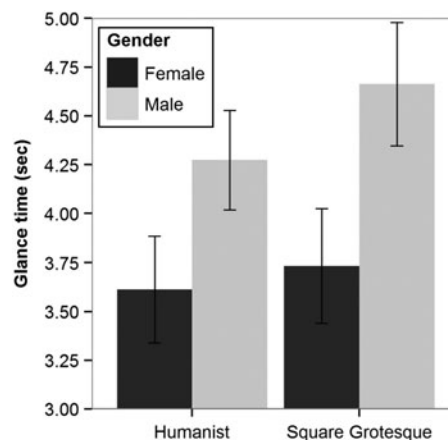 Glance time (sec)
5.00
4.75
4.50
4.25
4.00
3.75
3.50
3.25
3.00
Gender
Female
Male
Humanist
Square Grotesque